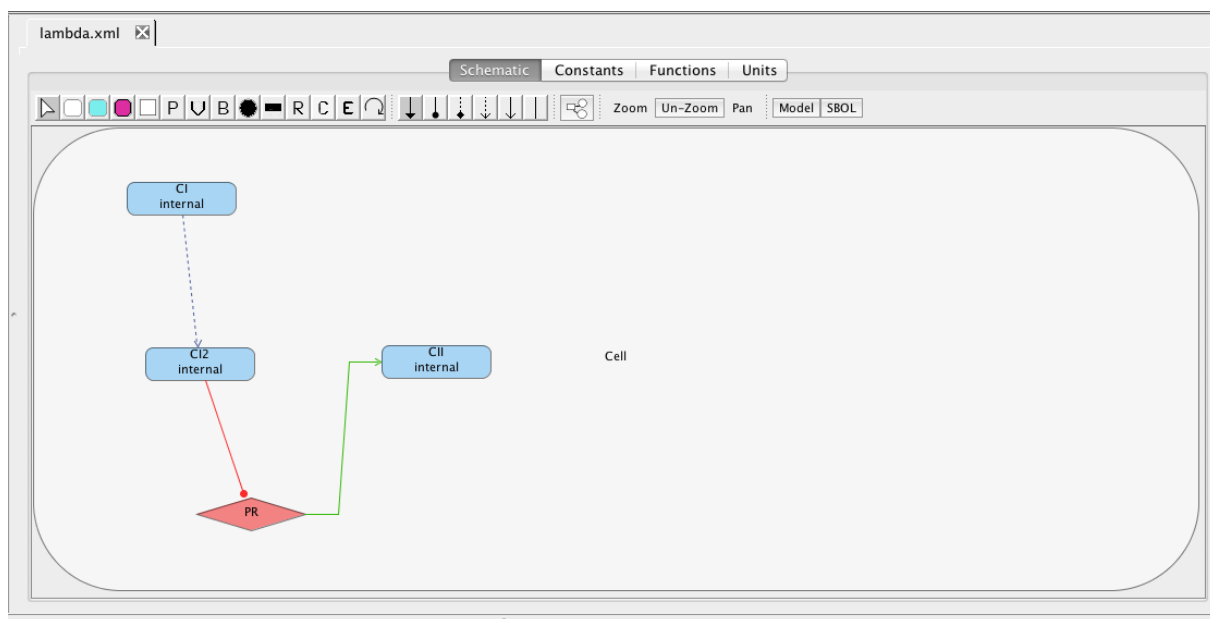 lambda.xml
Schematic Constants Functions Units
P V B R C E Zoom Un-Zoom Pan Model SBOL
CI
internal
CI2
internal
CII
internal
Cell
PR